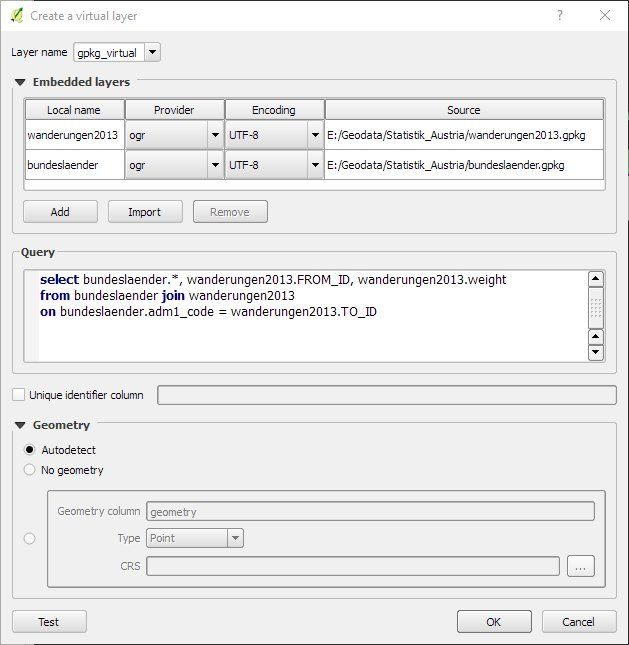 Create a virtual layer
Layer name gpkg_virtual
Embedded layers
Local name Provider Encoding Source
wanderungen2013 ogr UTF-8 E:/Geodata/Statistik_Austria/wanderungen2013.gpkg
bundeslaender ogr UTF-8 E:/Geodata/Statistik_Austria/bundeslaender.gpkg
Add Import Remove
Query
select bundeslaender.*, wanderungen2013.FROM_ID, wanderungen2013.weight
from bundeslaender join wanderungen2013
on bundeslaender.adm1_code = wanderungen2013.TO_ID
Unique identifier column
Geometry
Autodetect
No geometry
Geometry column geometry
Type Point
CRS ...
Test OK Cancel